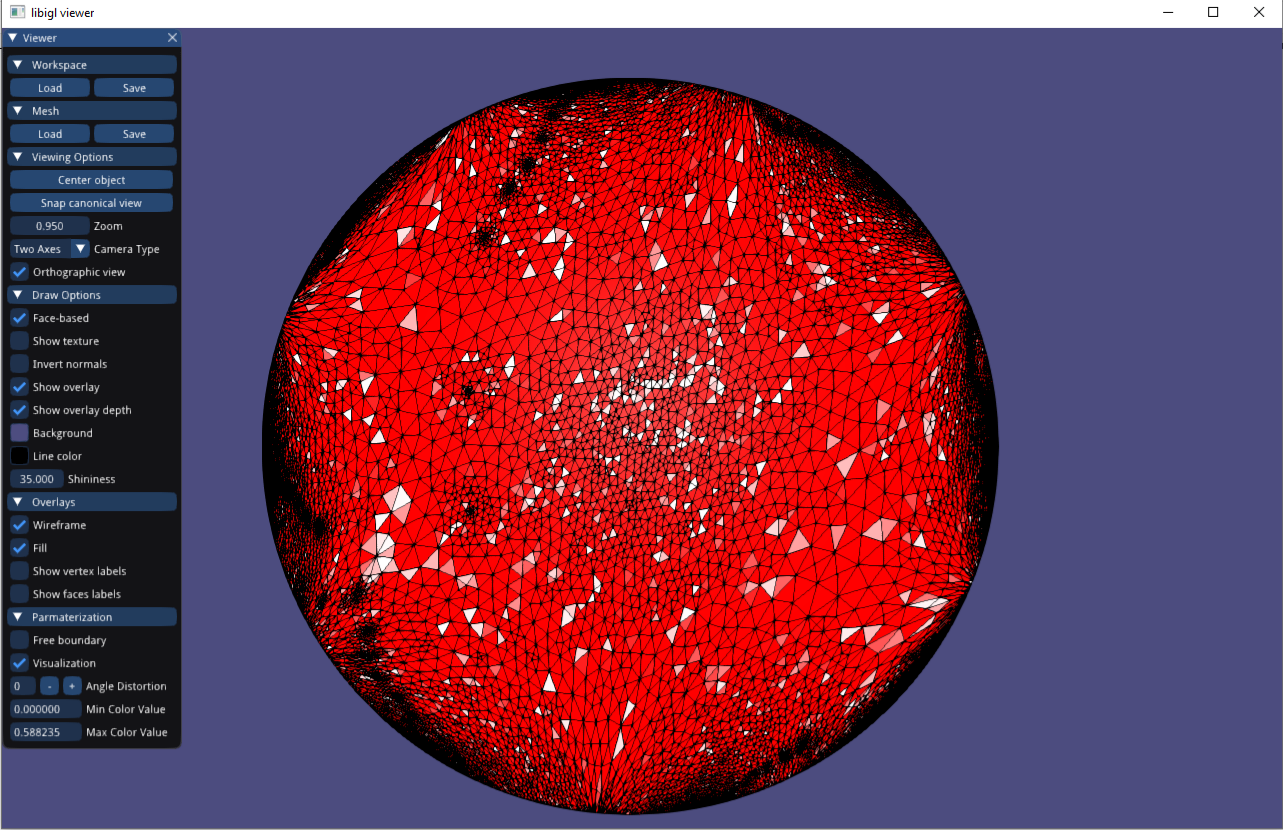 libigl viewer
Viewer
Workspace
Load Save
Mesh
Load Save
Viewing Options
Center object
Snap canonical view
0.950 Zoom
Two Axes Camera Type
Orthographic view
Draw Options
Face-based
Show texture
Invert normals
Show overlay
Show overlay depth
Background
Line color
35.000 Shininess
Overlays
Wireframe
Fill
Show vertex labels
Show faces labels
Parmaterization
Free boundary
Visualization
0 - + Angle Distortion
0.000000 Min Color Value
0.588235 Max Color Value